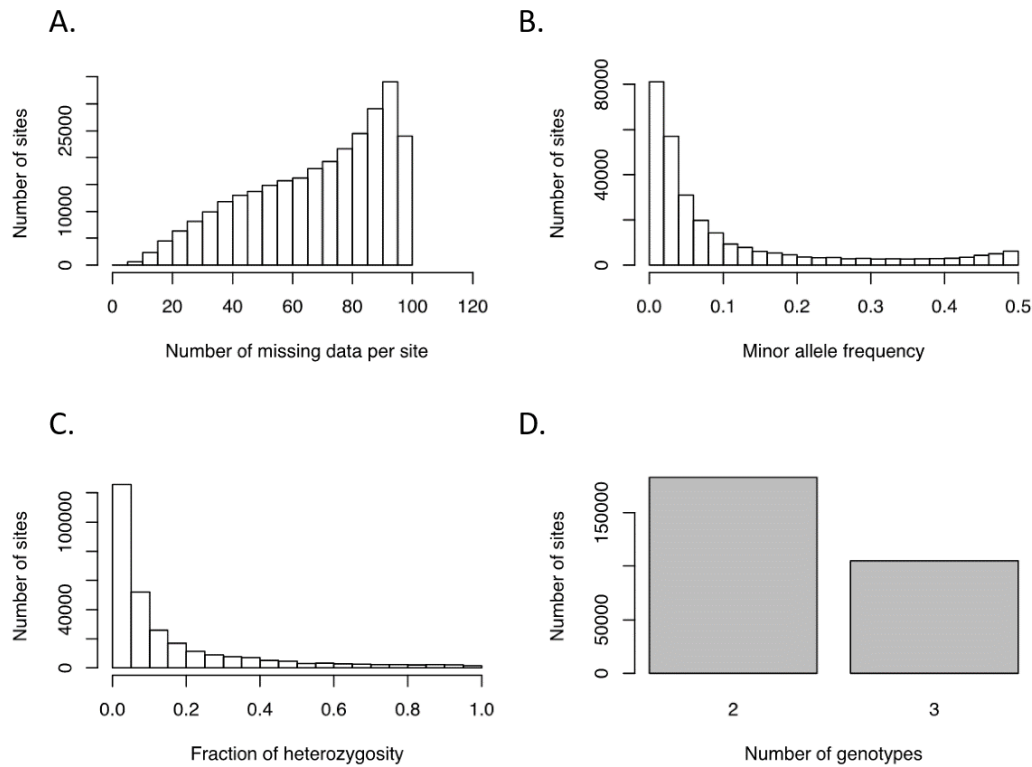 A.
Number of sites
0 10000 25000
0 20 40 60 80 100 120
Number of missing data per site
B.
Number of sites
0 40000 80000
0.0 0.1 0.2 0.3 0.4 0.5
Minor allele frequency
C.
Number of sites
0 40000 100000
0.0 0.2 0.4 0.6 0.8 1.0
Fraction of heterozygosity
D.
Number of sites
0 50000 150000
2 3
Number of genotypes